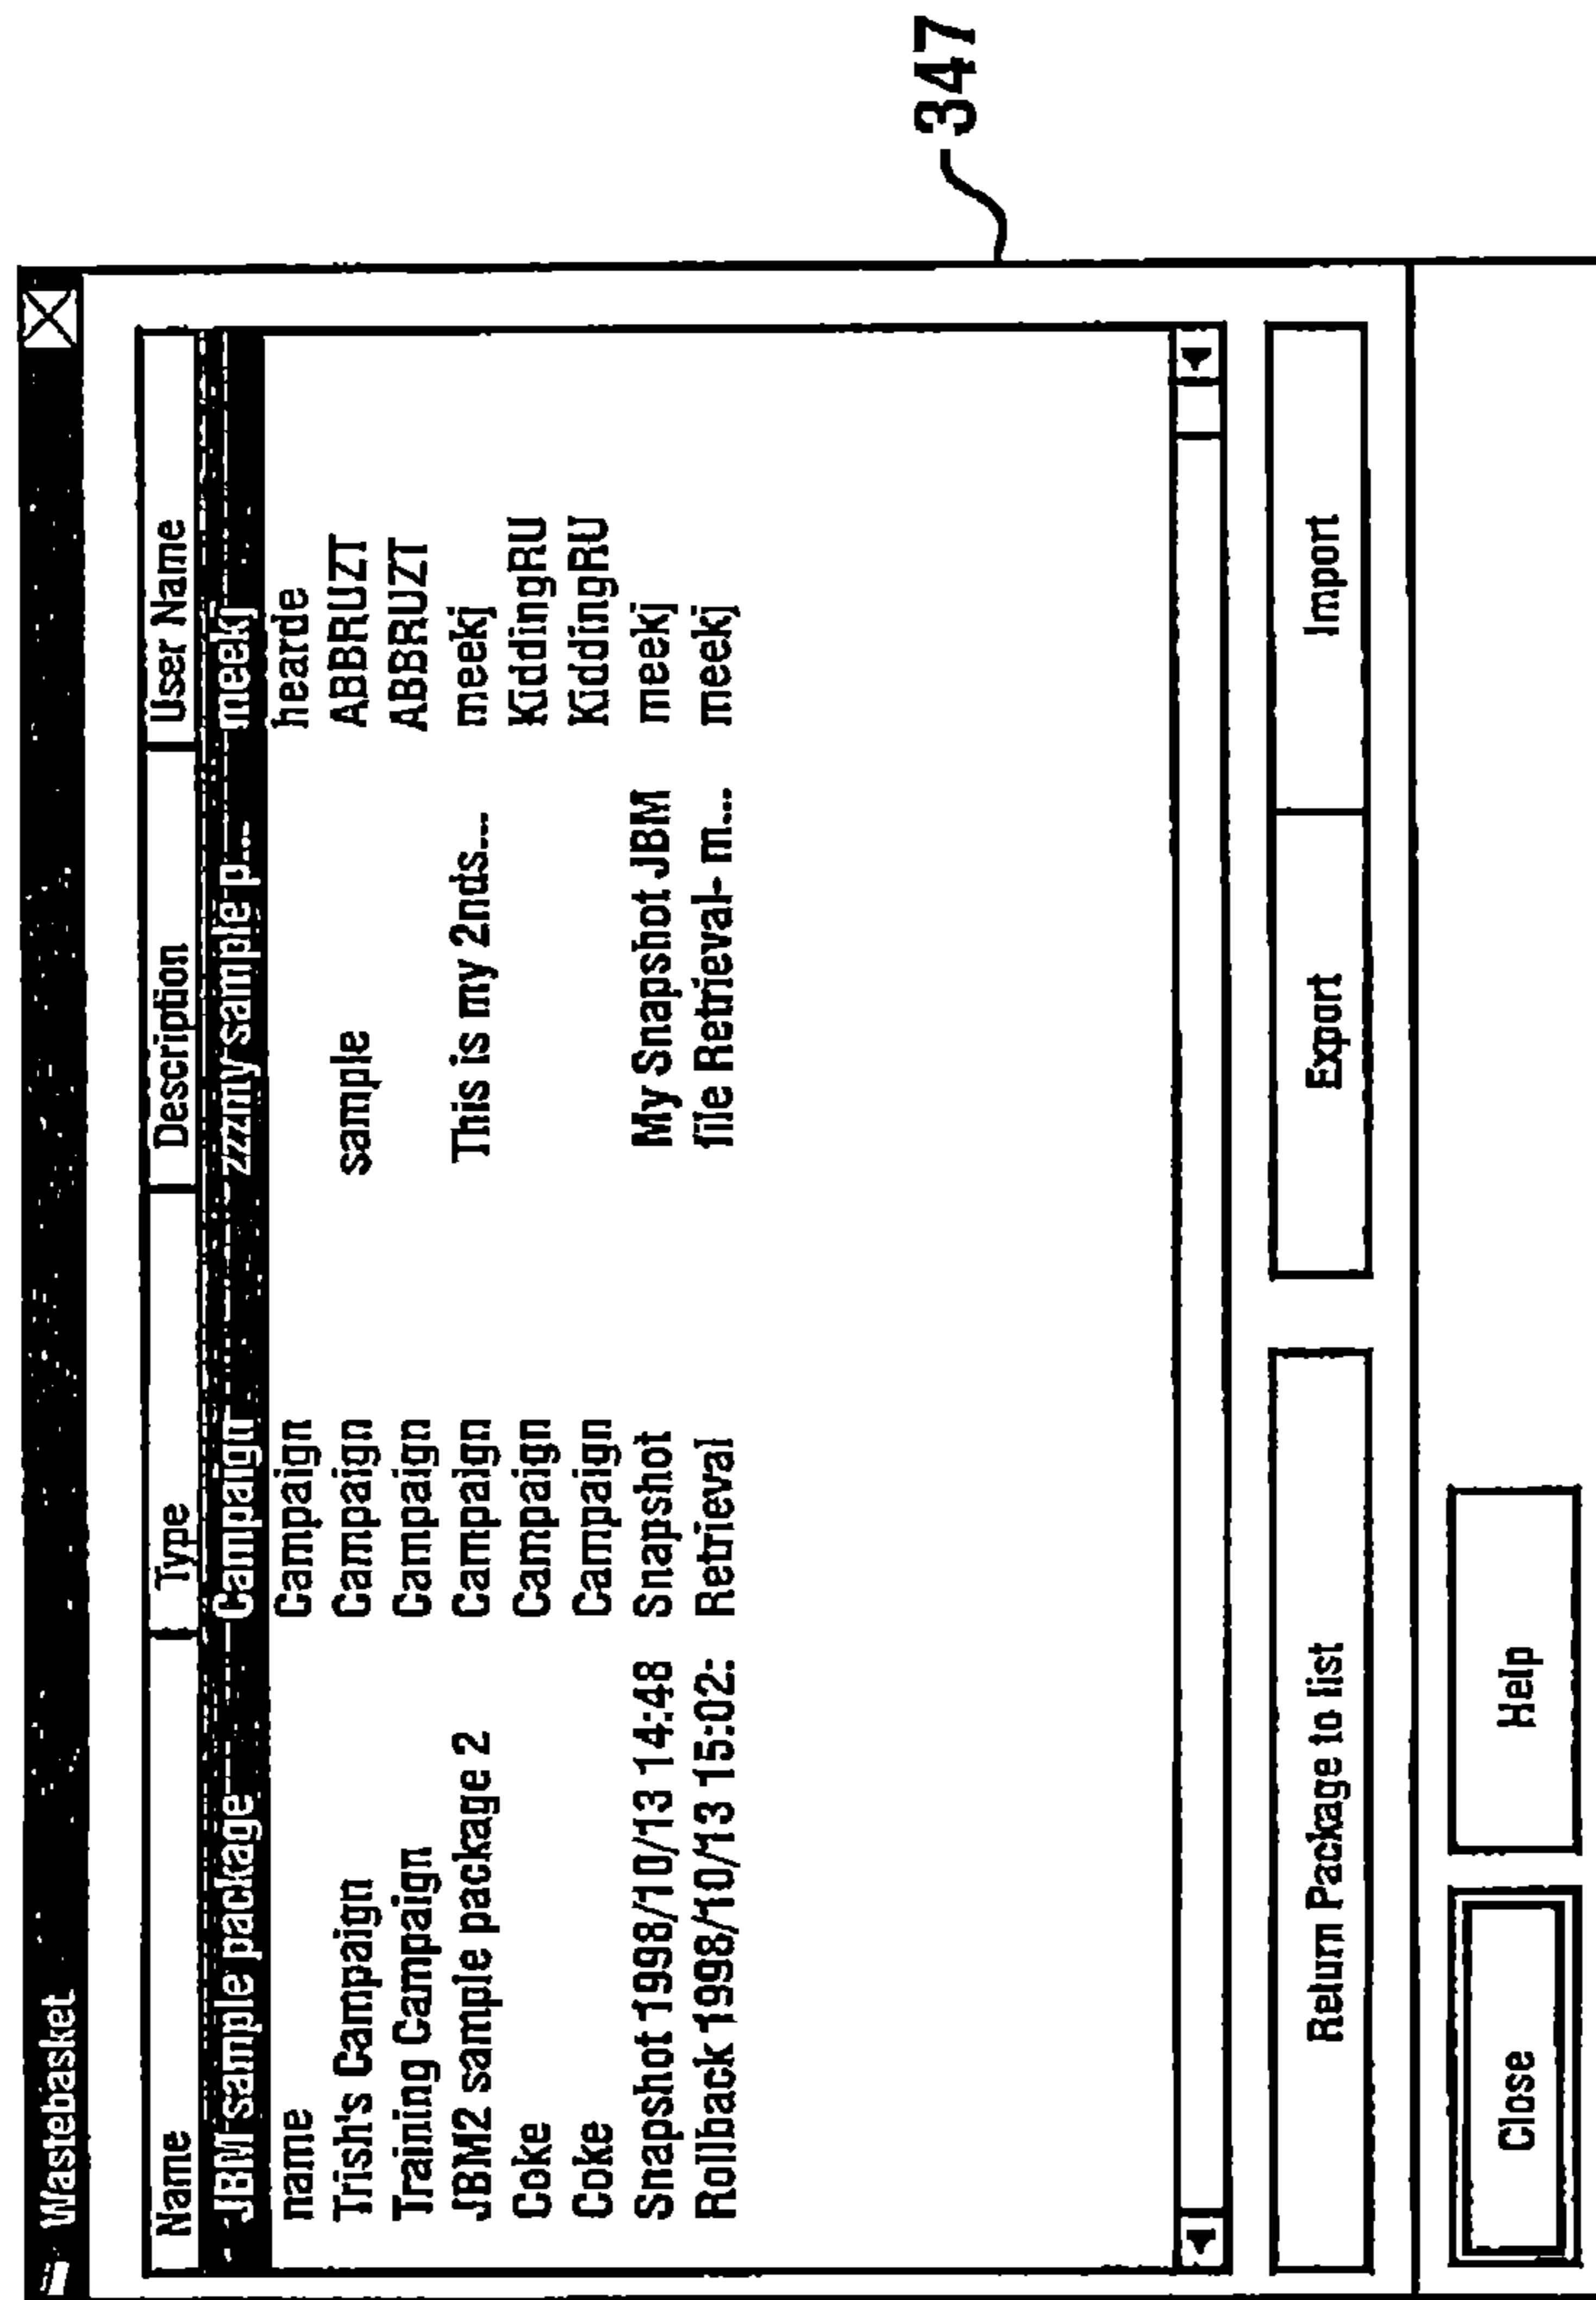 Wastebasket
Name Type Description User Name
JBM sample package Campaign zzzmy sample p... meekj
name Campaign hearde
Trish's Campaign Campaign sample ABBRUZT
Training Campaign Campaign ABBRUZT
JBM2 sample package 2 Campaign This is my 2nds... meekj
Coke Campaign KiddingRU
Coke Campaign KiddingRU
Snapshot 1998/10/13 14:48 Snapshot My Snapshot JBM meekj
Rollback 1998/10/13 15:02: Retrieval file Retrieval- m... meekj
Return Package to list Export Import
Close Help
347